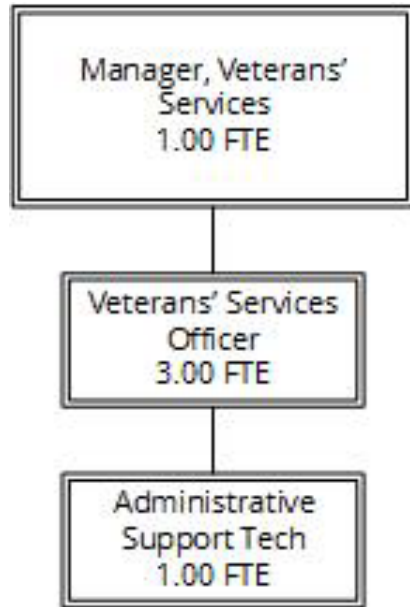 Manager, Veterans’
Services
1.00 FTE
Veterans’ Services
Officer
3.00 FTE
Administrative
Support Tech
1.00 FTE